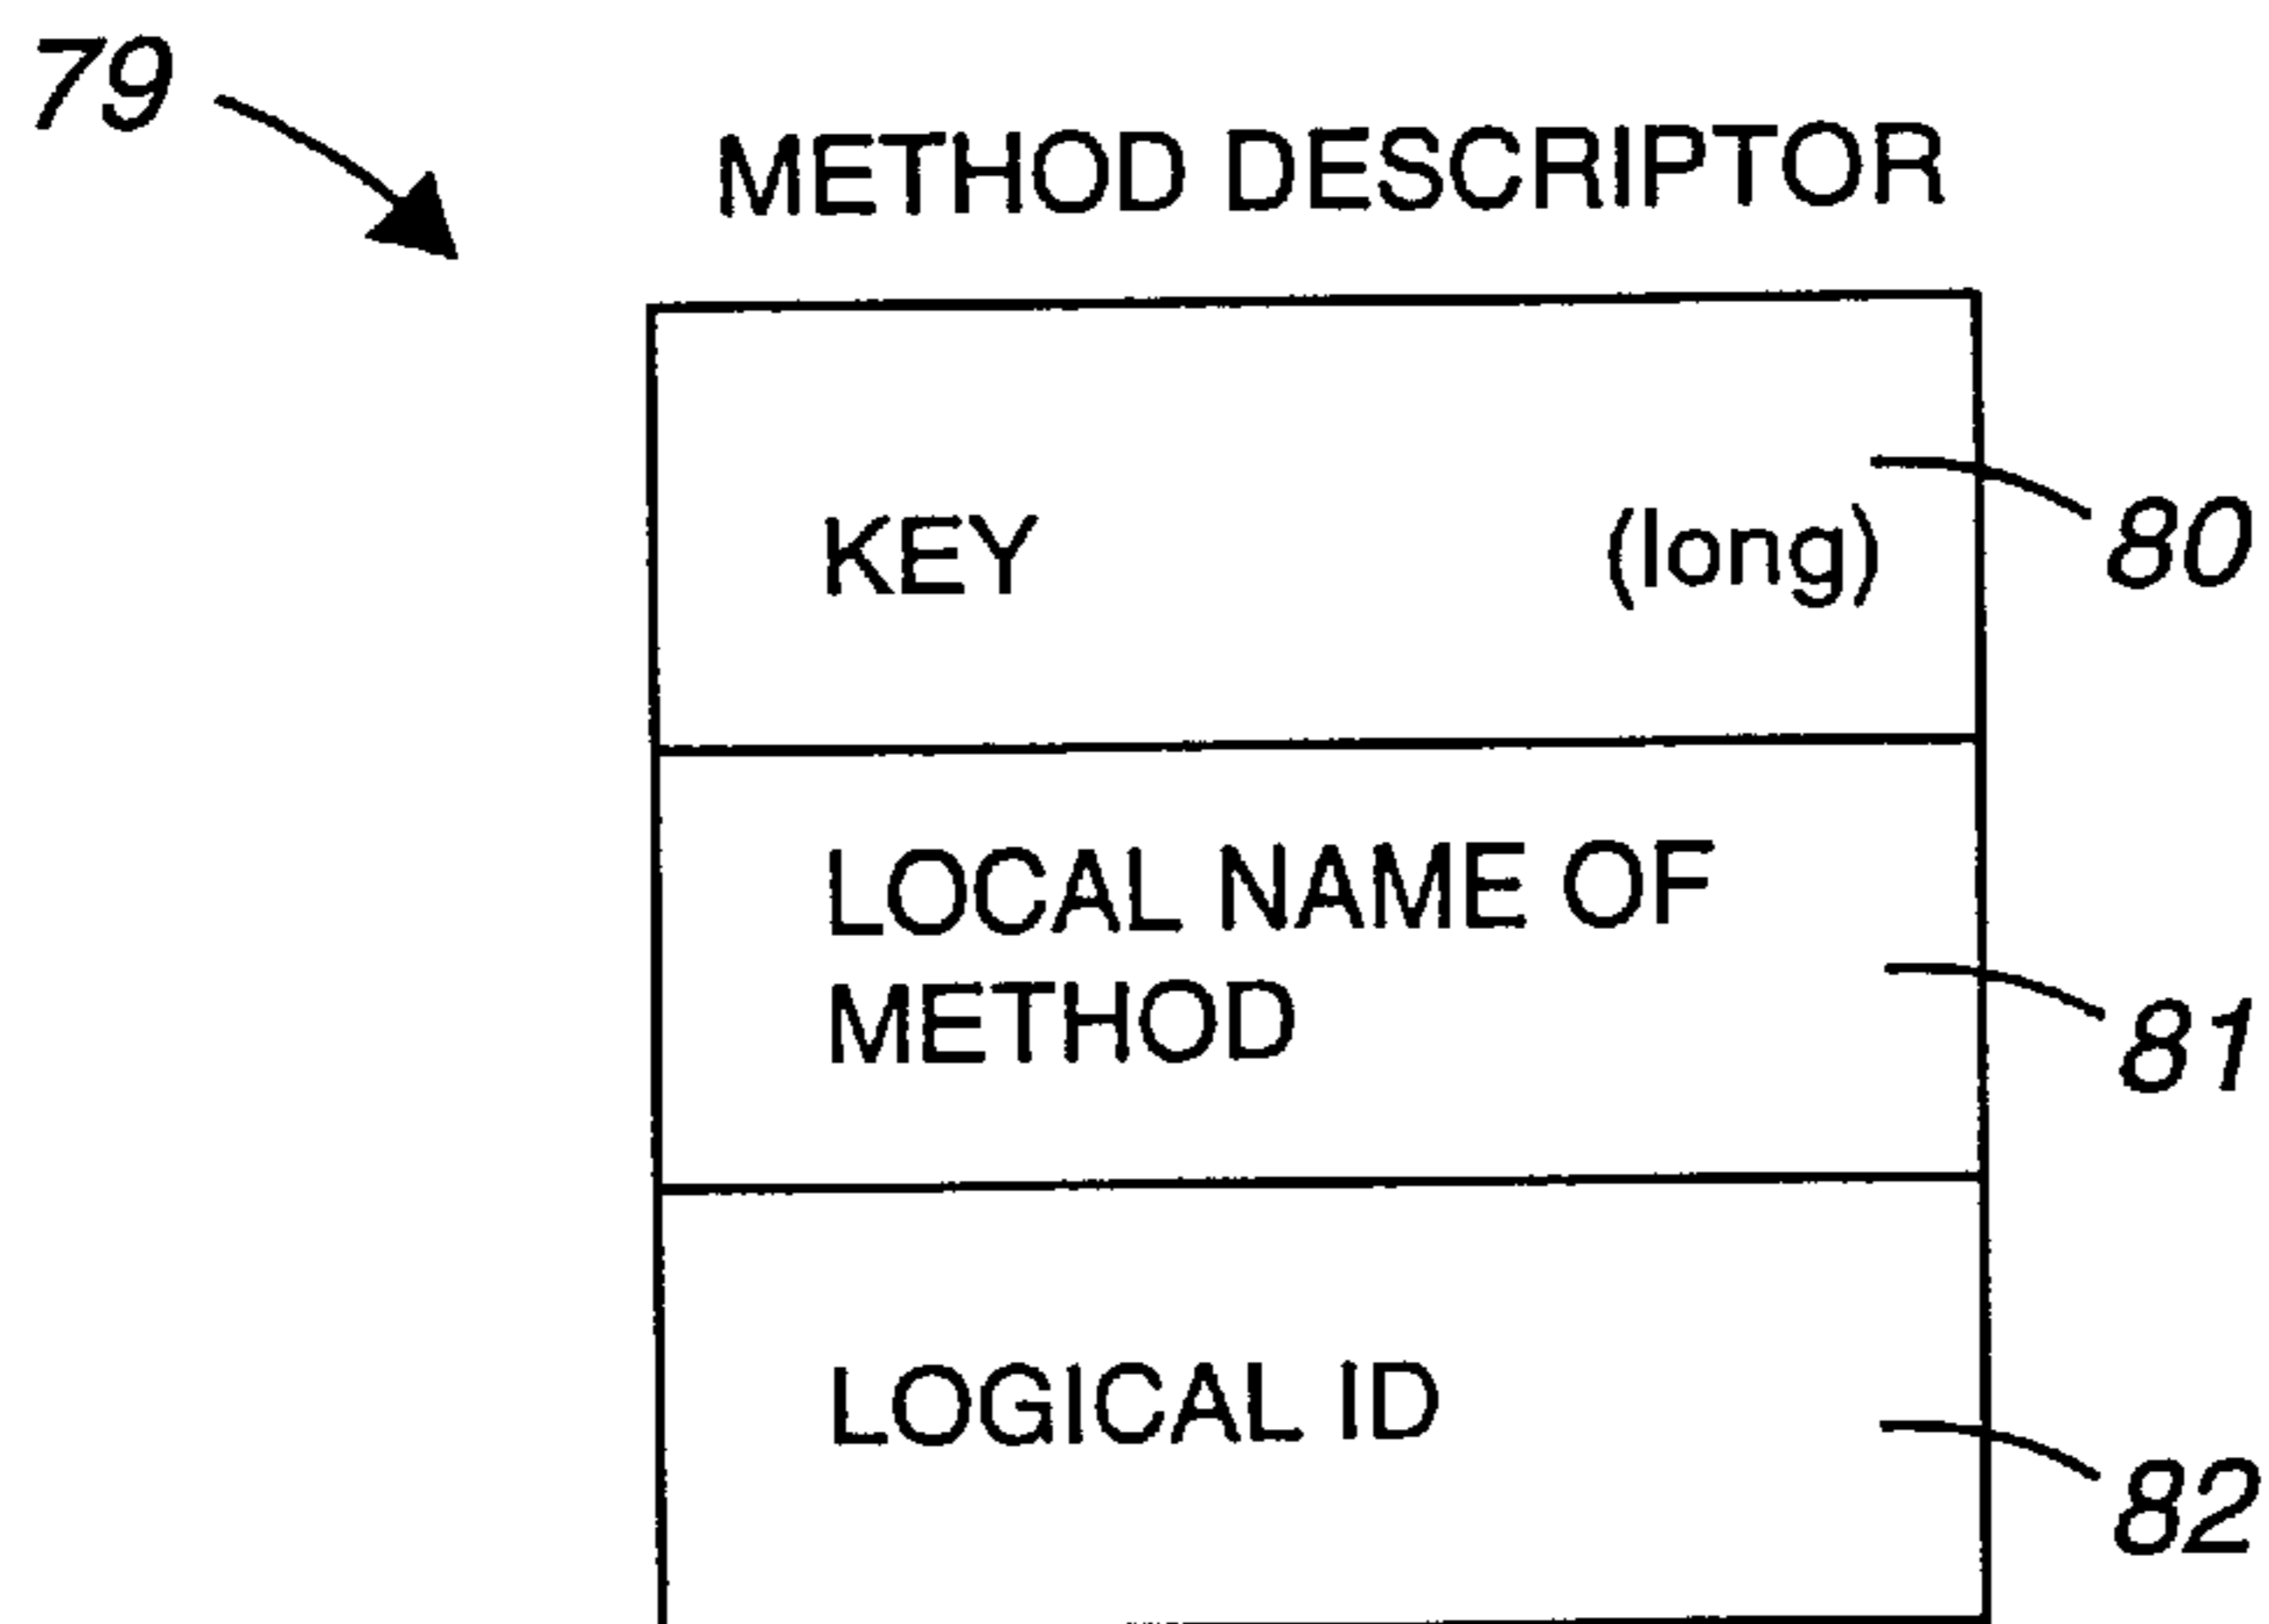 79
METHOD DESCRIPTOR
KEY (long)
80
LOCAL NAME OF
METHOD
81
LOGICAL ID
82